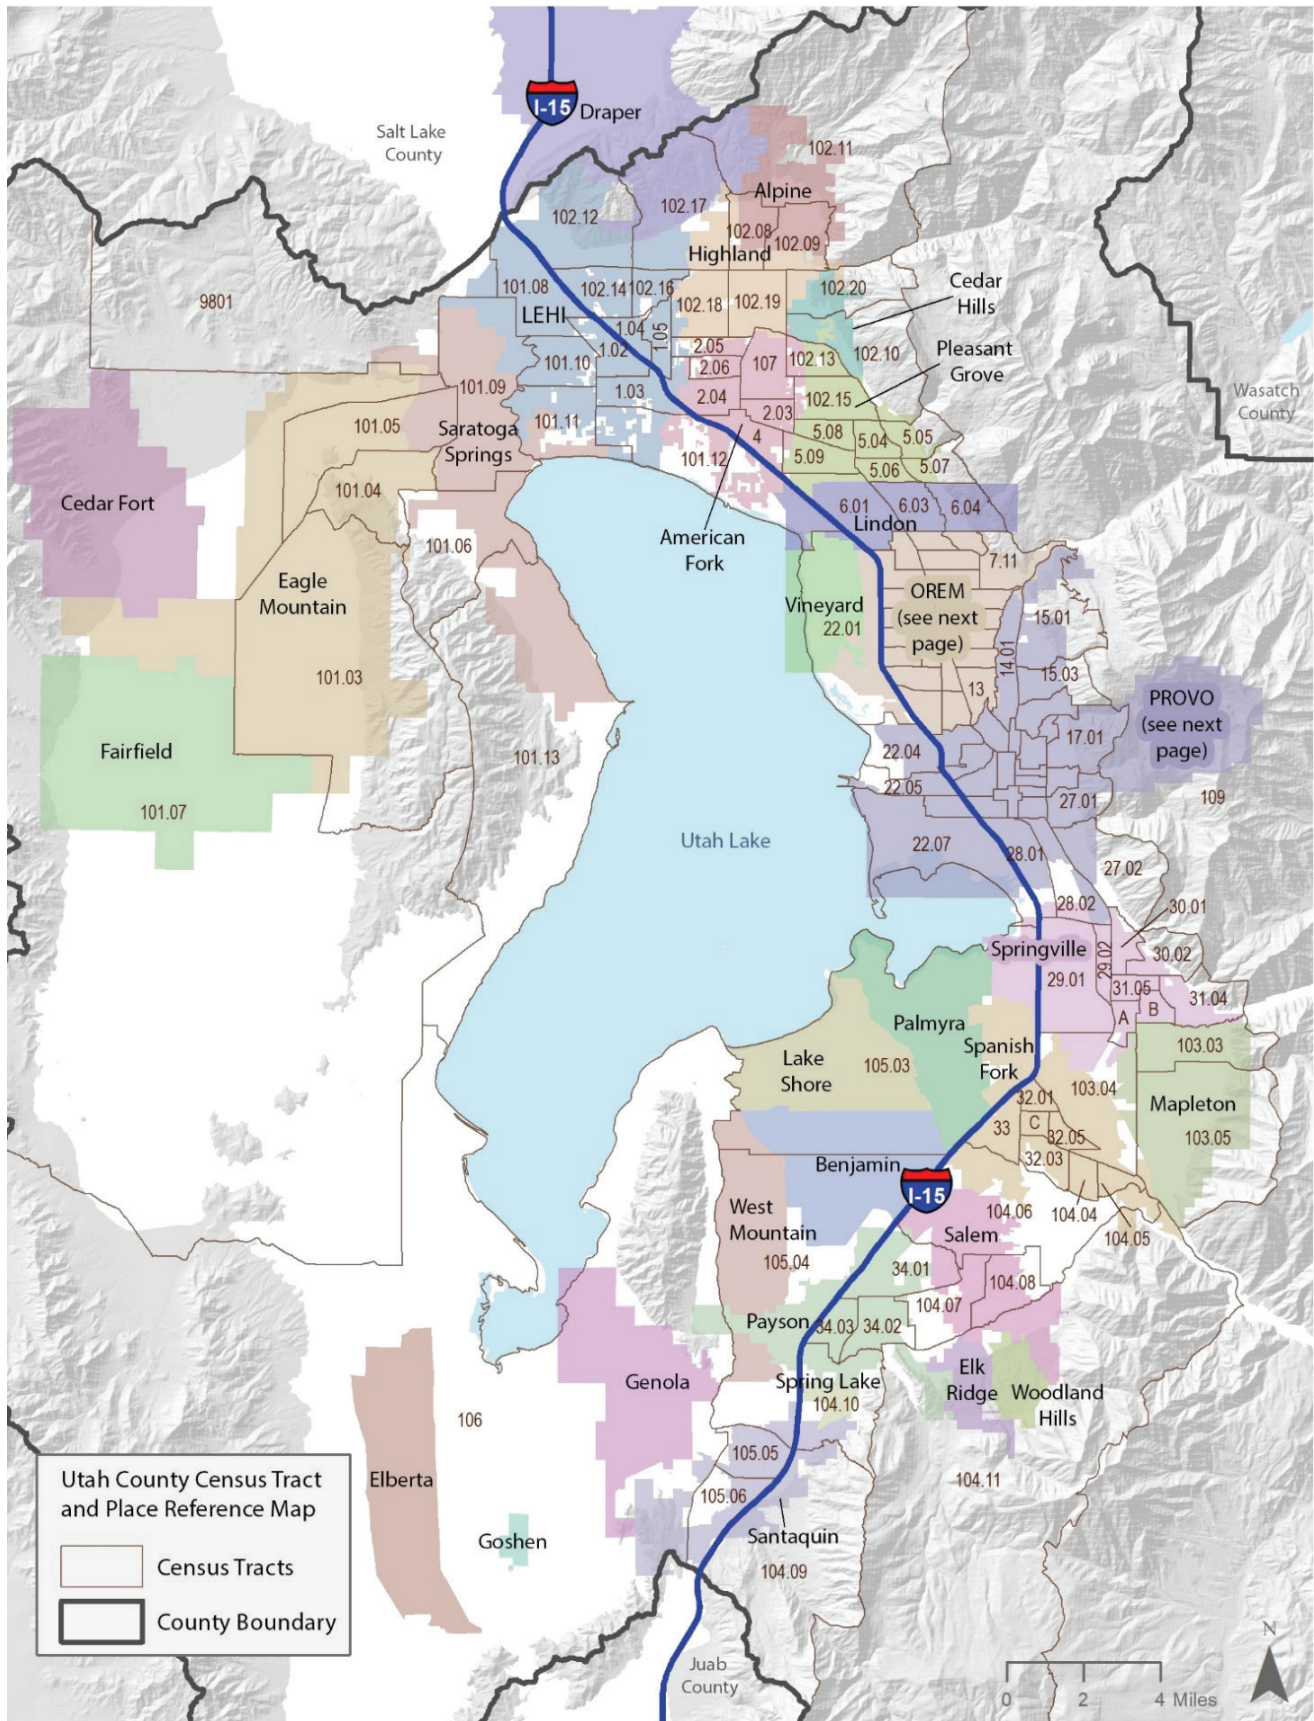 I-15
Draper
Salt Lake
County
102.11
Alpine
102.12
102.17
102.08
102.09
Highland
9801
101.08
102.14
102.16
102.18
102.19
102.20
Cedar
Hills
LEHI
1.04
1.05
1.02
2.05
107
102.13
102.10
Pleasant
Grove
101.10
2.06
101.09
1.03
2.04
102.15
Wasatch
County
101.05
Saratoga
Springs
101.11
2.03
4
5.08
5.04
5.05
101.12
5.09
5.06
5.07
101.04
Cedar Fort
6.01
6.03
6.04
Lindon
American
Fork
101.06
7.11
Eagle
Mountain
Vineyard
22.01
OREM
(see next
page)
15.01
14.01
101.03
13
15.03
PROVO
(see next
page)
Fairfield
101.13
22.04
17.01
22.05
27.01
109
101.07
Utah Lake
22.07
28.01
27.02
28.02
30.01
Springville
29.02
30.02
29.01
31.05
31.04
A
B
Palmyra
Lake
Shore
105.03
Spanish
Fork
103.03
103.04
32.01
Mapleton
33
C
32.05
103.05
Benjamin
32.03
I-15
West
Mountain
104.06
104.04
104.05
Salem
105.04
34.01
104.08
104.07
Payson
34.03
34.02
Genola
Spring Lake
Elk
Ridge
Woodland
Hills
104.10
106
105.05
Elberta
105.06
104.11
Goshen
Santaquin
104.09
Utah County Census Tract
and Place Reference Map
Census Tracts
County Boundary
Juab
County
N
0 2 4 Miles